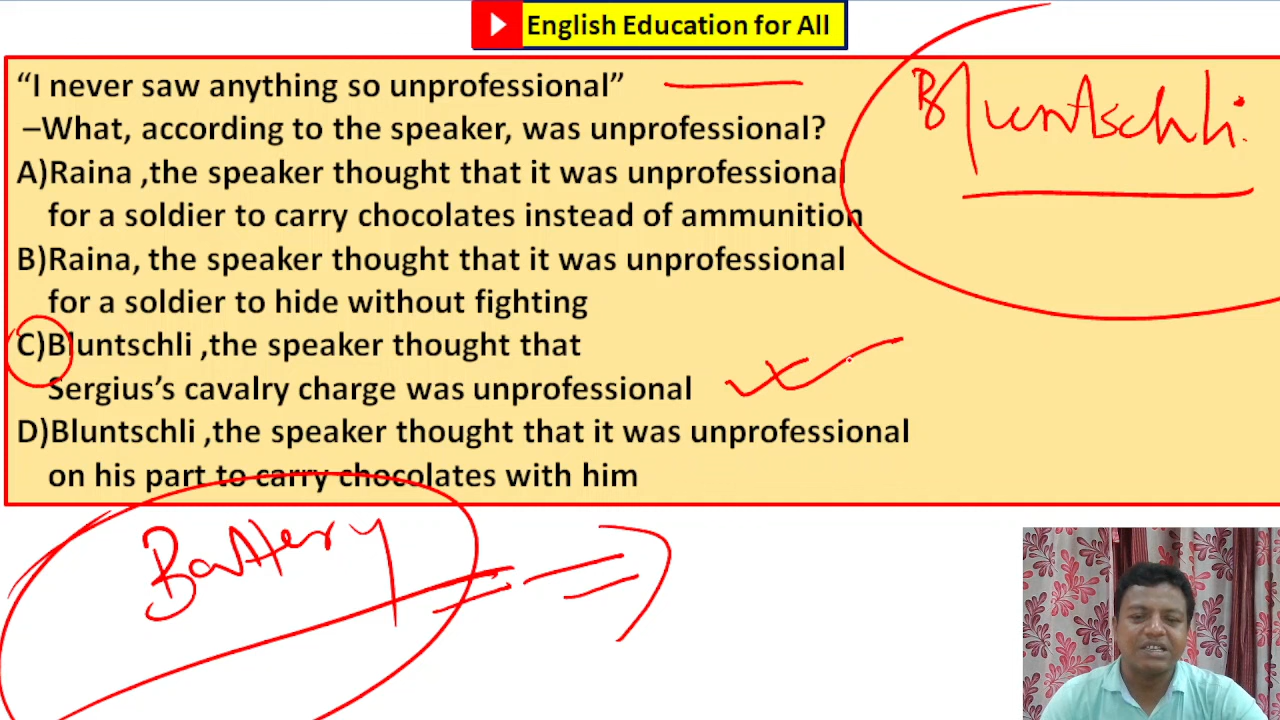 English Education for All
“I never saw anything so unprofessional”
–What, according to the speaker, was unprofessional?
A)Raina ,the speaker thought that it was unprofessional
for a soldier to carry chocolates instead of ammunition
B)Raina, the speaker thought that it was unprofessional
for a soldier to hide without fighting
C)Bluntschli ,the speaker thought that
Sergius’s cavalry charge was unprofessional
D)Bluntschli ,the speaker thought that it was unprofessional
on his part to carry chocolates with him
Bluntschli.
Battery